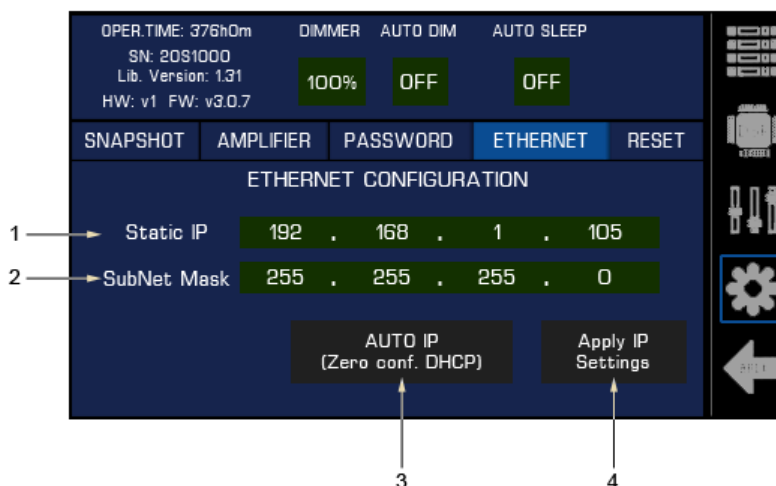 OPER.TIME: 376h0m
SN: 20S1000
Lib. Version: 1.31
HW: v1 FW: v3.0.7
DIMMER AUTO DIM AUTO SLEEP
100% OFF OFF
SNAPSHOT AMPLIFIER PASSWORD ETHERNET RESET
ETHERNET CONFIGURATION
1 Static IP 192 . 168 . 1 . 105
2 SubNet Mask 255 . 255 . 255 . 0
AUTO IP
(Zero conf. DHCP)
Apply IP
Settings
3 4